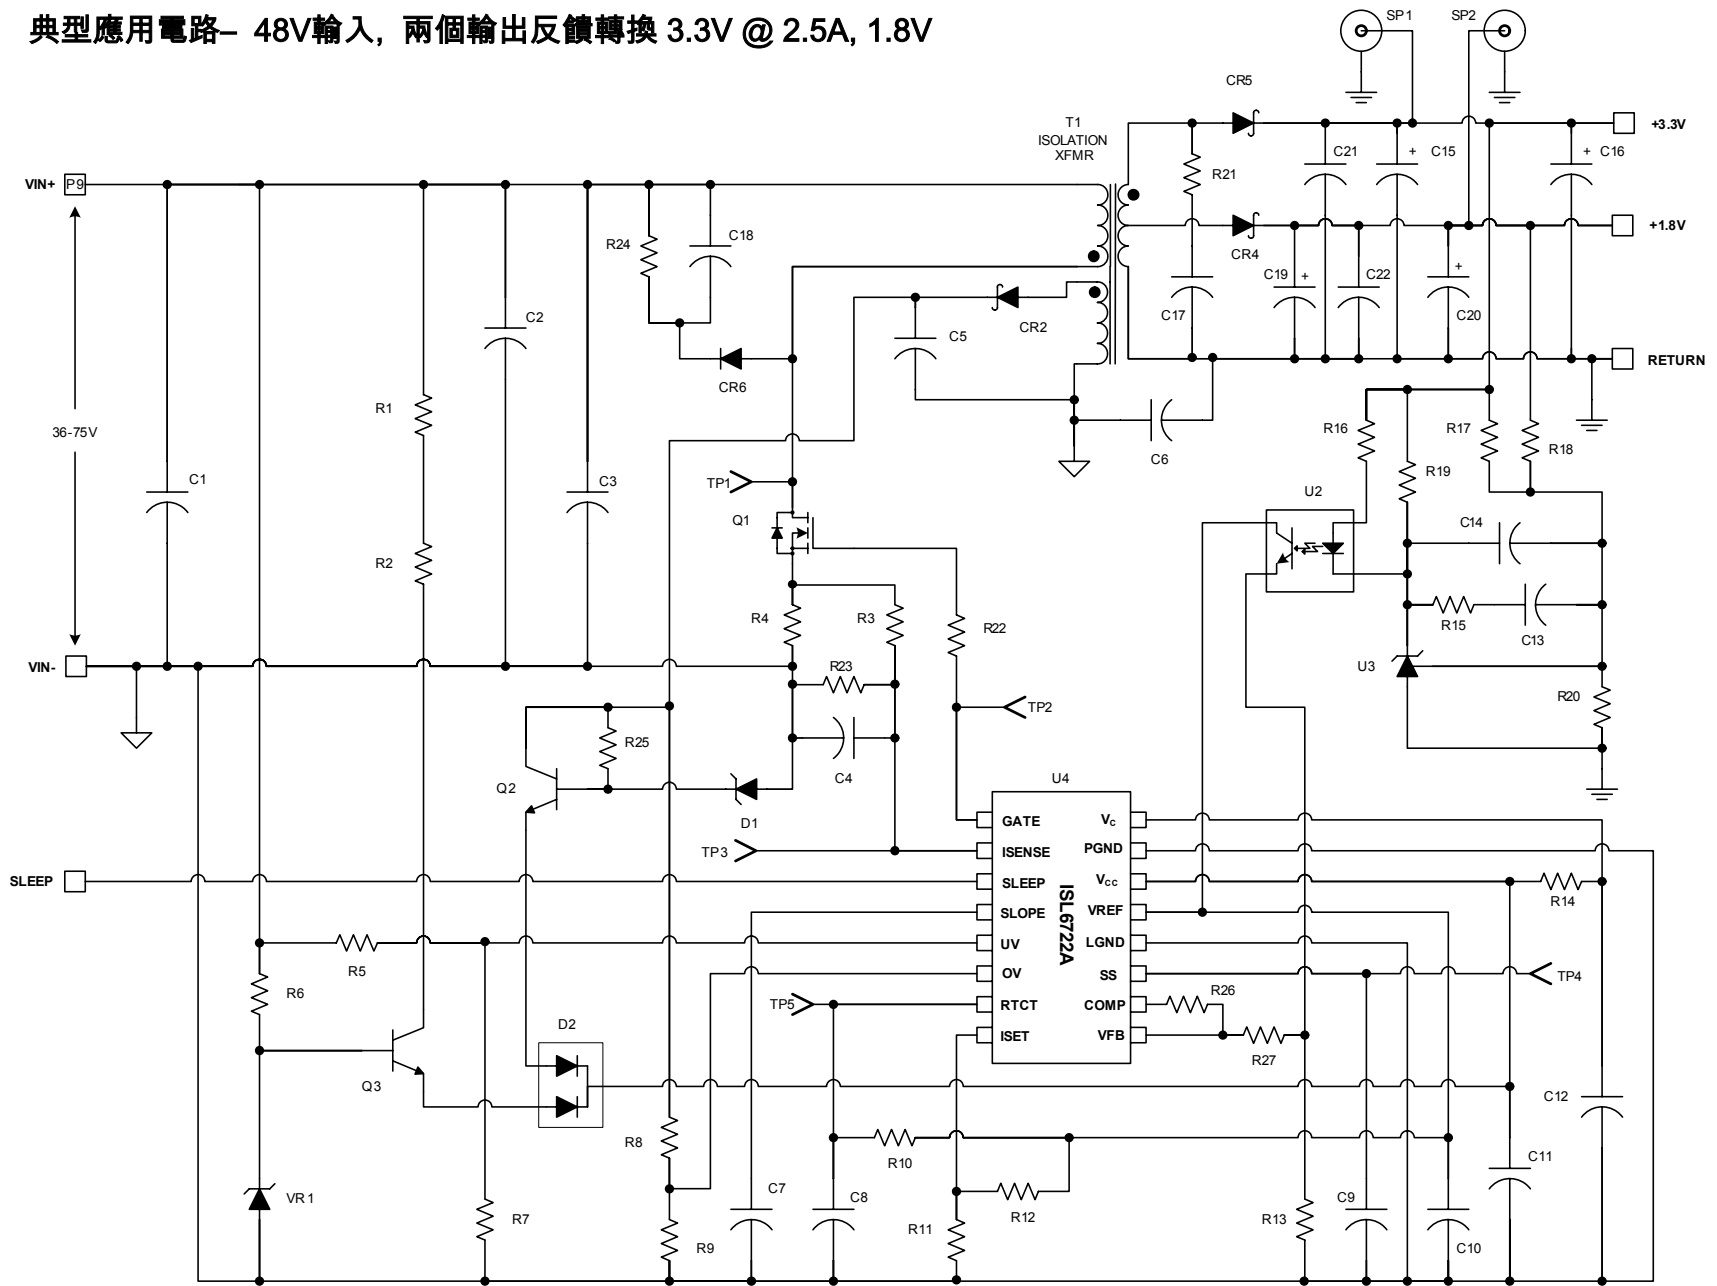 典型應用電路– 48V輸入, 兩個輸出反饋轉換 3.3V @ 2.5A, 1.8V
SP1
SP2
CR5
T1
ISOLATION
XFMR
+3.3V
C21
+
C15
+
C16
R21
VIN+
P9
R24
C18
CR4
+1.8V
C19
+
C22
+
C20
C17
CR2
C5
C2
CR6
RETURN
R1
36-75V
C6
R16
R17
R18
R19
C1
C3
TP1
U2
Q1
C14
R2
R4
R3
R22
R15
C13
VIN-
R23
U3
R20
TP2
R25
C4
Q2
D1
U4
GATE
VC
TP3
ISENSE
PGND
SLEEP
SLEEP
VCC
R14
SLOPE
VREF
ISL6722A
UV
LGND
R5
OV
SS
TP4
R6
TP5
RTCT
COMP
R26
D2
ISET
VFB
R27
Q3
C12
R8
R10
C11
VR1
C7
C8
R12
C9
R7
R11
R13
R9
C10